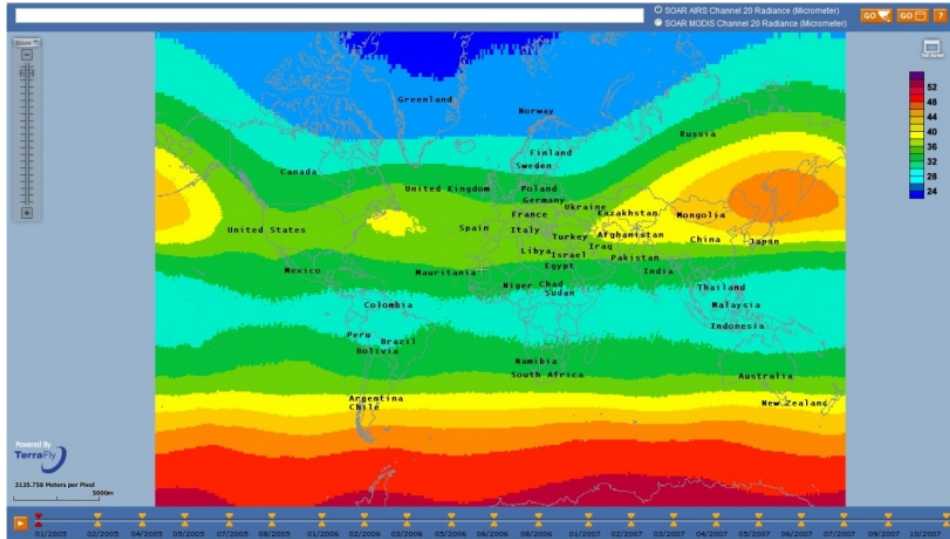 SOAR AIRS Channel 20 Radiance (Micrometer)
SOAR MODIS Channel 20 Radiance (Micrometer)
GO
GO
?
Zoom
52
48
44
40
36
32
28
24
Greenland
Norway
Russia
Finland
Sweden
Canada
United Kingdom
Poland
Germany
Ukraine
France
Kazakhstan
Mongolia
United States
Spain
Italy
Turkey
Afghanistan
China
Japan
Libya
Israel
Iraq
Pakistan
Mexico
Mauritania
Egypt
India
Niger
Chad
Sudan
Thailand
Colombia
Malaysia
Indonesia
Peru
Brazil
Bolivia
Namibia
South Africa
Australia
Argentina
Chile
New Zealand
Powered By
TerraFly
3135.758 Meters per Pixel
5000m
01/2005 02/2005 04/2005 05/2005 07/2005 08/2005 01/2006 02/2006 03/2006 04/2006 05/2006 06/2006 08/2006 01/2007 02/2007 04/2007 05/2007 06/2007 07/2007 09/2007 10/2007